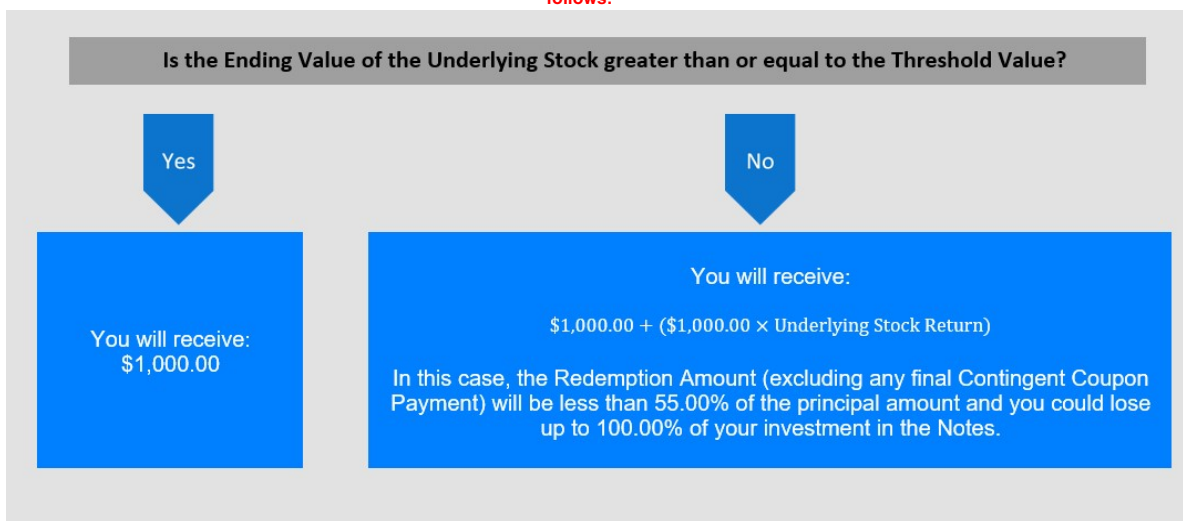 follows:
Is the Ending Value of the Underlying Stock greater than or equal to the Threshold Value?
Yes
No
You will receive:
$1,000.00
You will receive:
$1,000.00 + ($1,000.00 × Underlying Stock Return)
In this case, the Redemption Amount (excluding any final Contingent Coupon
Payment) will be less than 55.00% of the principal amount and you could lose
up to 100.00% of your investment in the Notes.